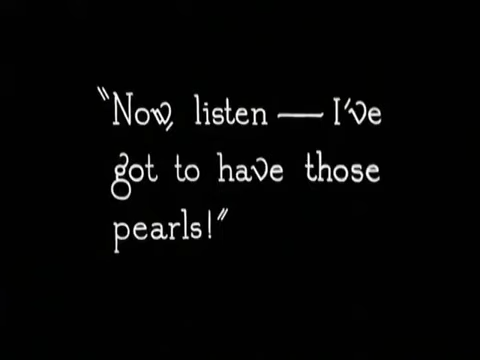 "Now, listen — I've
got to have those
pearls!"